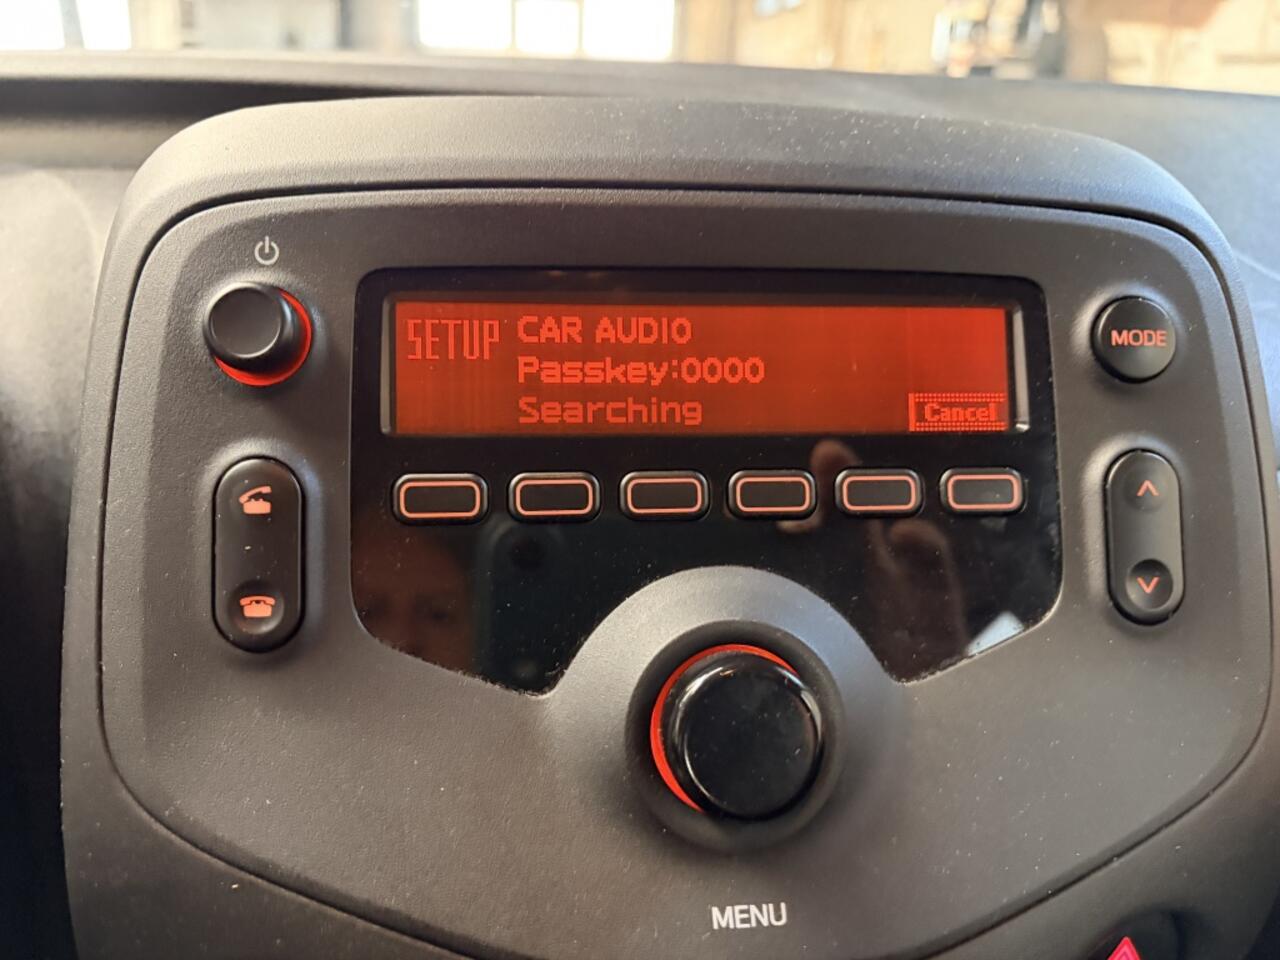 SETUP CAR AUDIO
Passkey:0000
Searching
Cancel
MODE
MENU